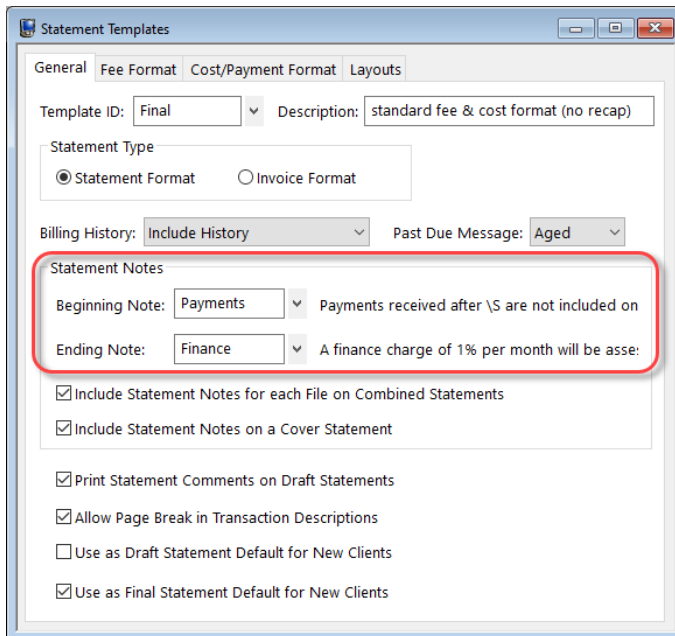 Statement Templates
General Fee Format Cost/Payment Format Layouts
Template ID: Final Description: standard fee & cost format (no recap)
Statement Type
Statement Format Invoice Format
Billing History: Include History Past Due Message: Aged
Statement Notes
Beginning Note: Payments Payments received after \S are not included on
Ending Note: Finance A finance charge of 1% per month will be asse
Include Statement Notes for each File on Combined Statements
Include Statement Notes on a Cover Statement
Print Statement Comments on Draft Statements
Allow Page Break in Transaction Descriptions
Use as Draft Statement Default for New Clients
Use as Final Statement Default for New Clients